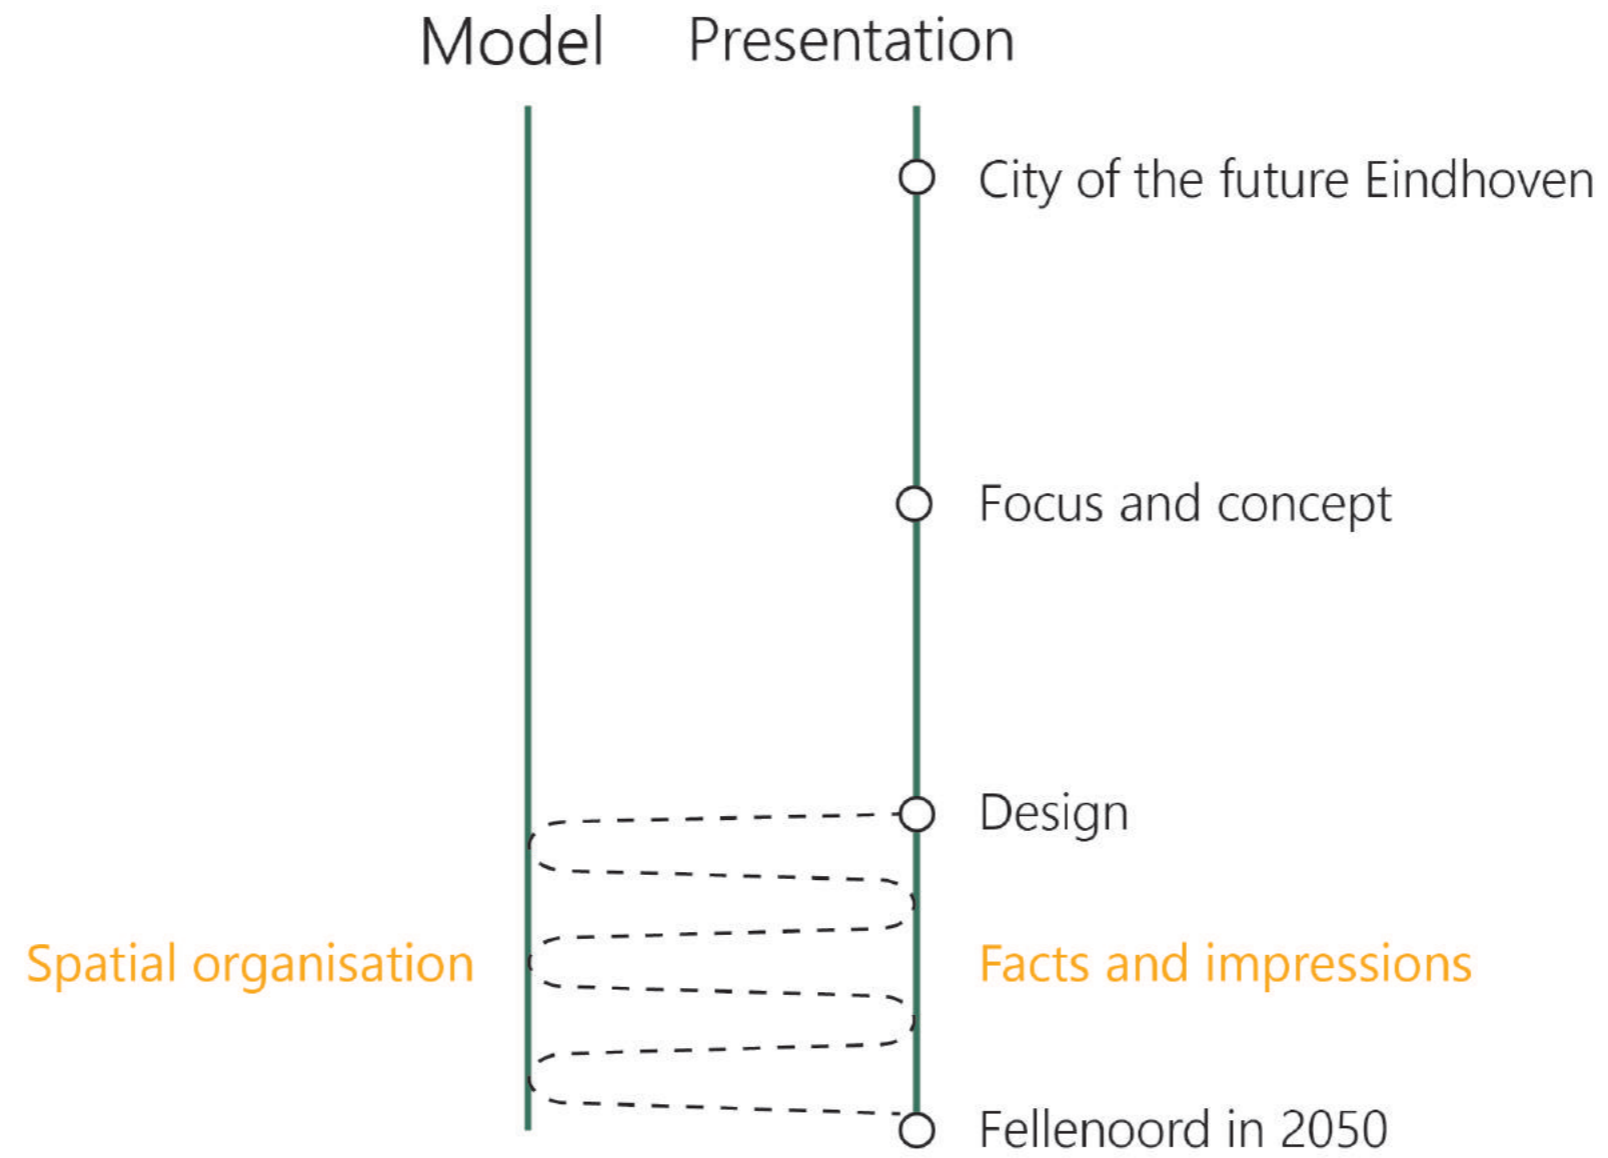 Model
Presentation
City of the future Eindhoven
Focus and concept
Design
Spatial organisation
Facts and impressions
Fellenoord in 2050